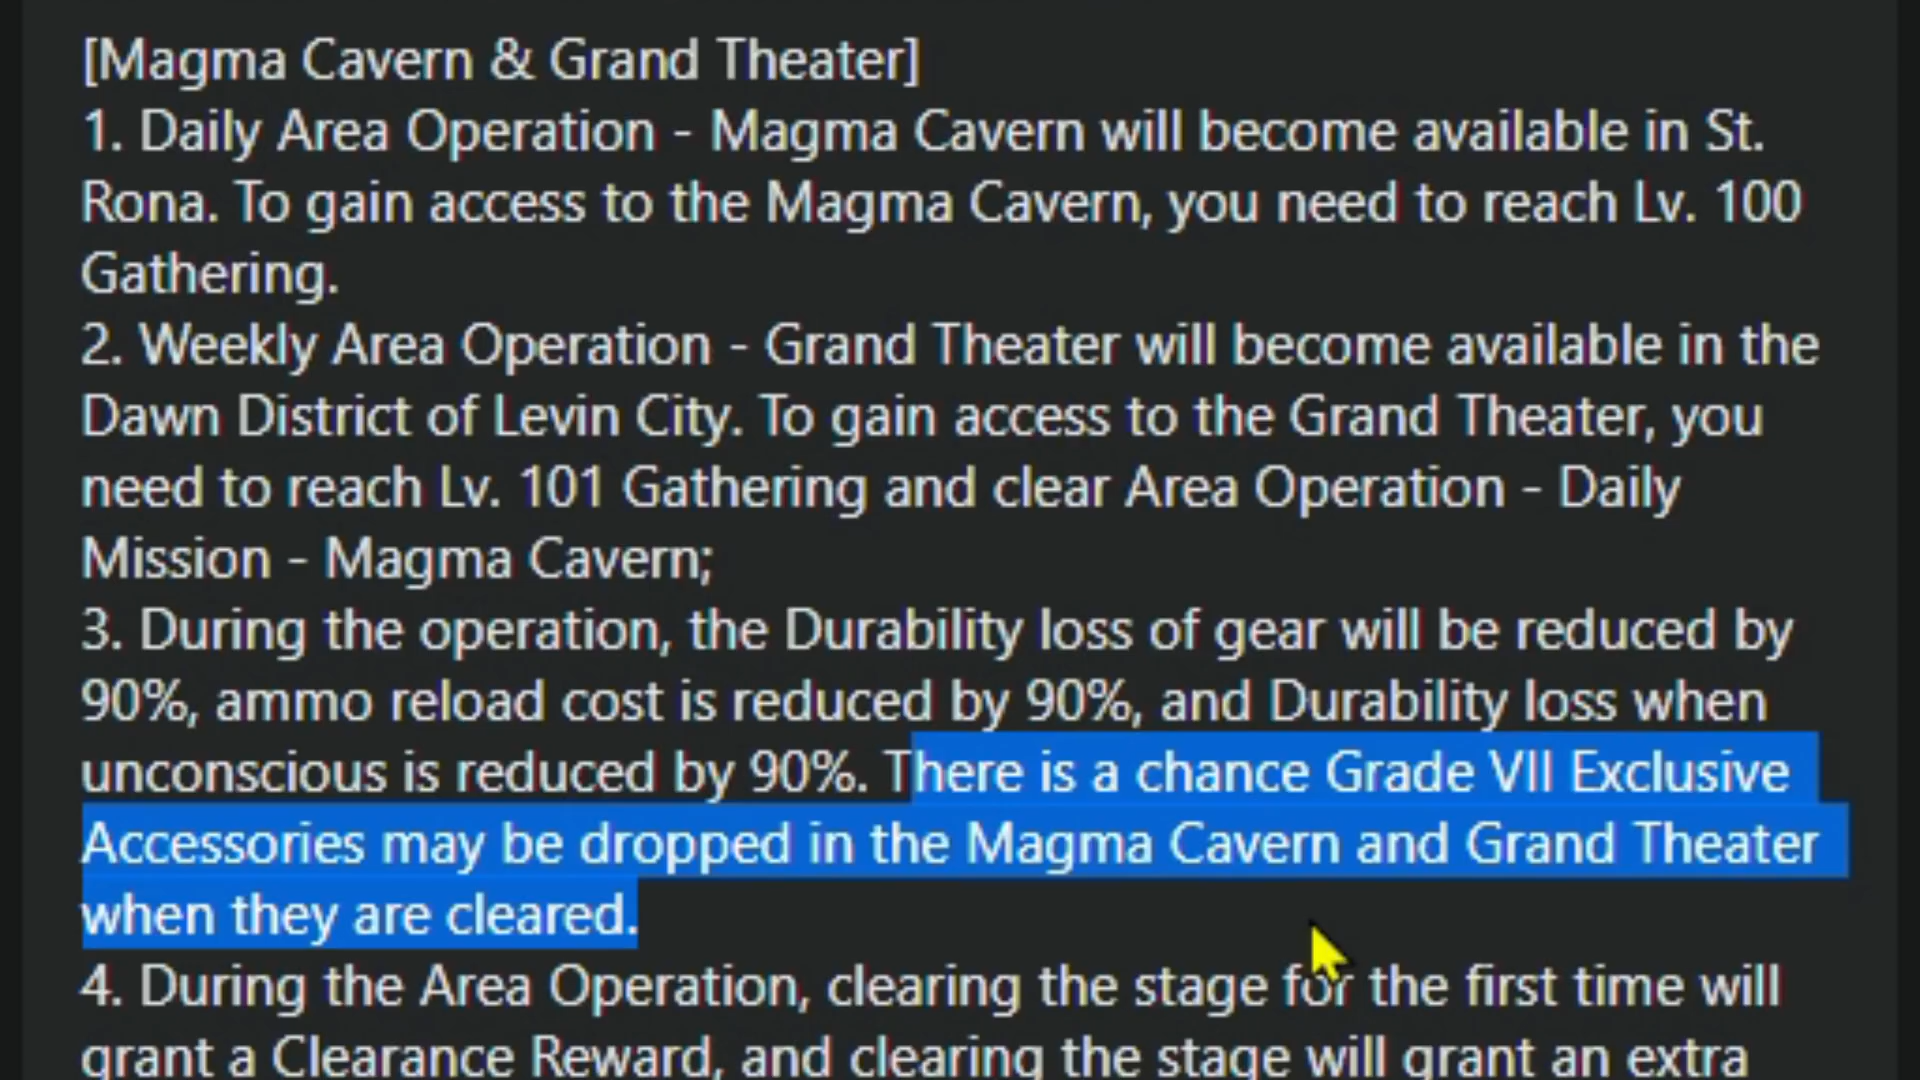 [Magma Cavern & Grand Theater]
1. Daily Area Operation - Magma Cavern will become available in St.
Rona. To gain access to the Magma Cavern, you need to reach Lv. 100
Gathering.
2. Weekly Area Operation - Grand Theater will become available in the
Dawn District of Levin City. To gain access to the Grand Theater, you
need to reach Lv. 101 Gathering and clear Area Operation - Daily
Mission - Magma Cavern;
3. During the operation, the Durability loss of gear will be reduced by
90%, ammo reload cost is reduced by 90%, and Durability loss when
unconscious is reduced by 90%. There is a chance Grade VII Exclusive
Accessories may be dropped in the Magma Cavern and Grand Theater
when they are cleared.
4. During the Area Operation, clearing the stage for the first time will
grant a Clearance Reward, and clearing the stage will grant an extra